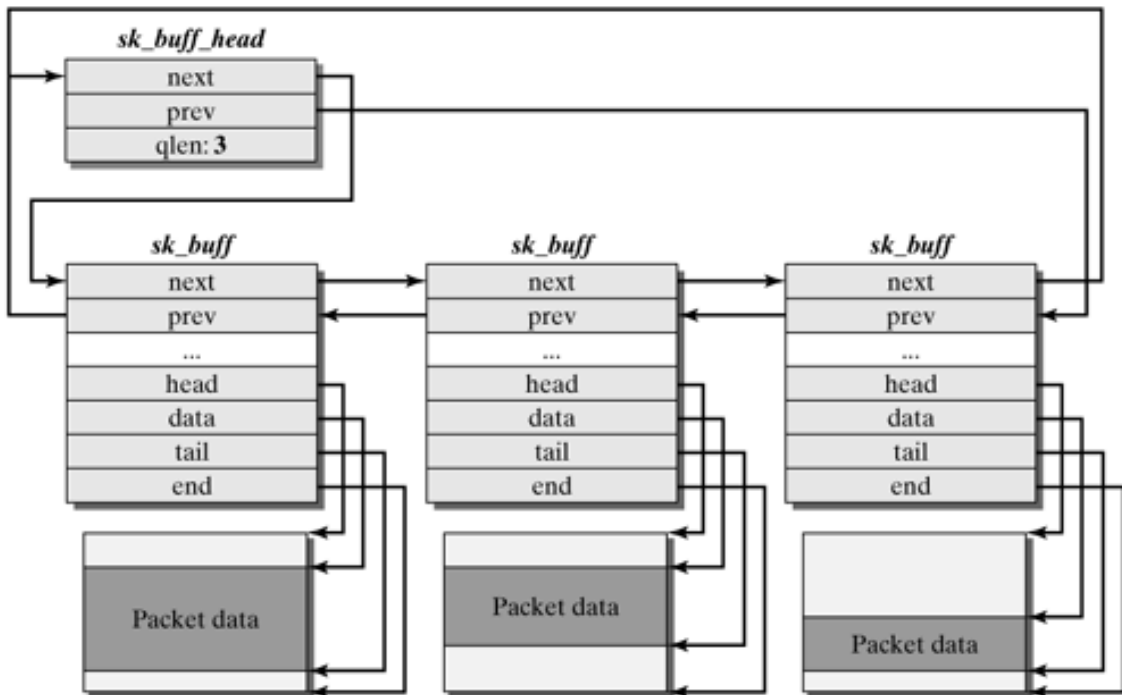 sk_buff_head
next
prev
qlen: 3
sk_buff
next
prev
...
head
data
tail
end
Packet data
sk_buff
next
prev
...
head
data
tail
end
Packet data
sk_buff
next
prev
...
head
data
tail
end
Packet data